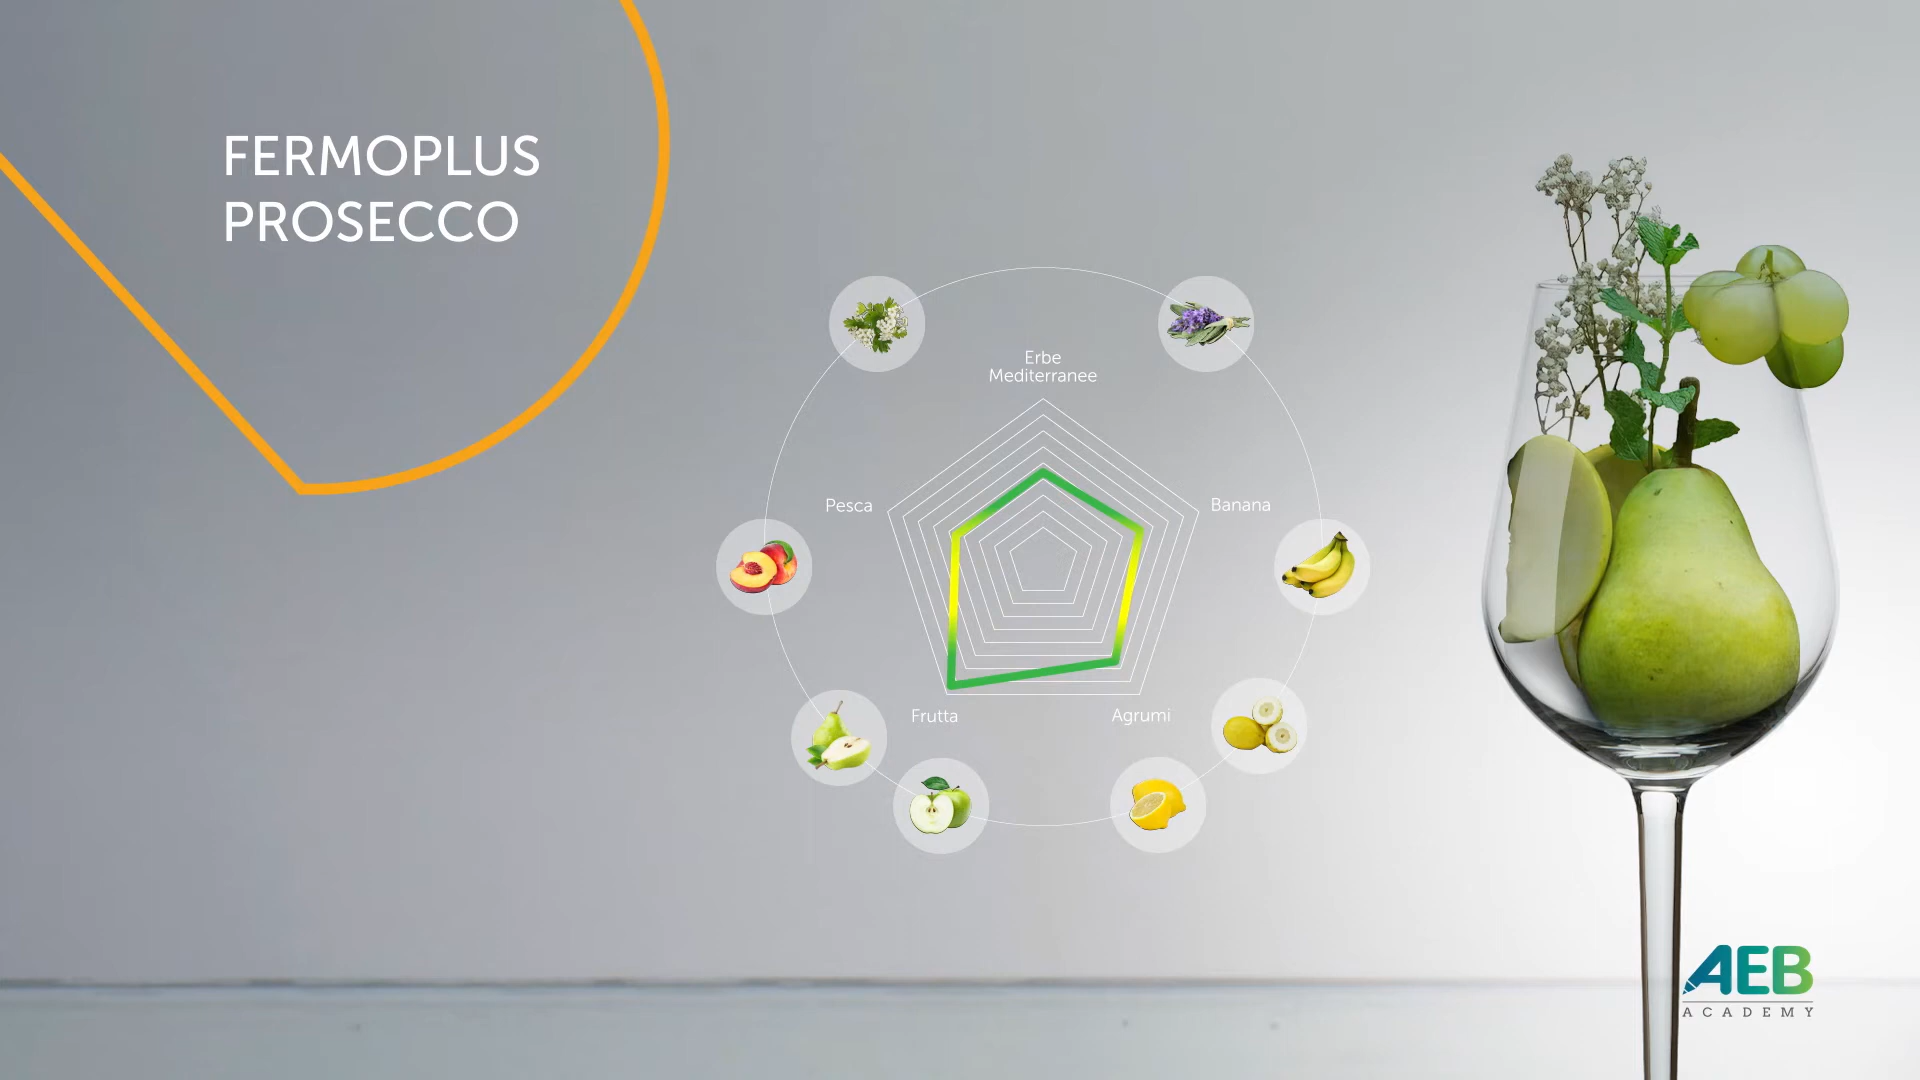 FERMOPLUS
PROSECCO
Erbe
Mediterranee
Pesca
Banana
Frutta
Agrumi
AEB
ACADEMY